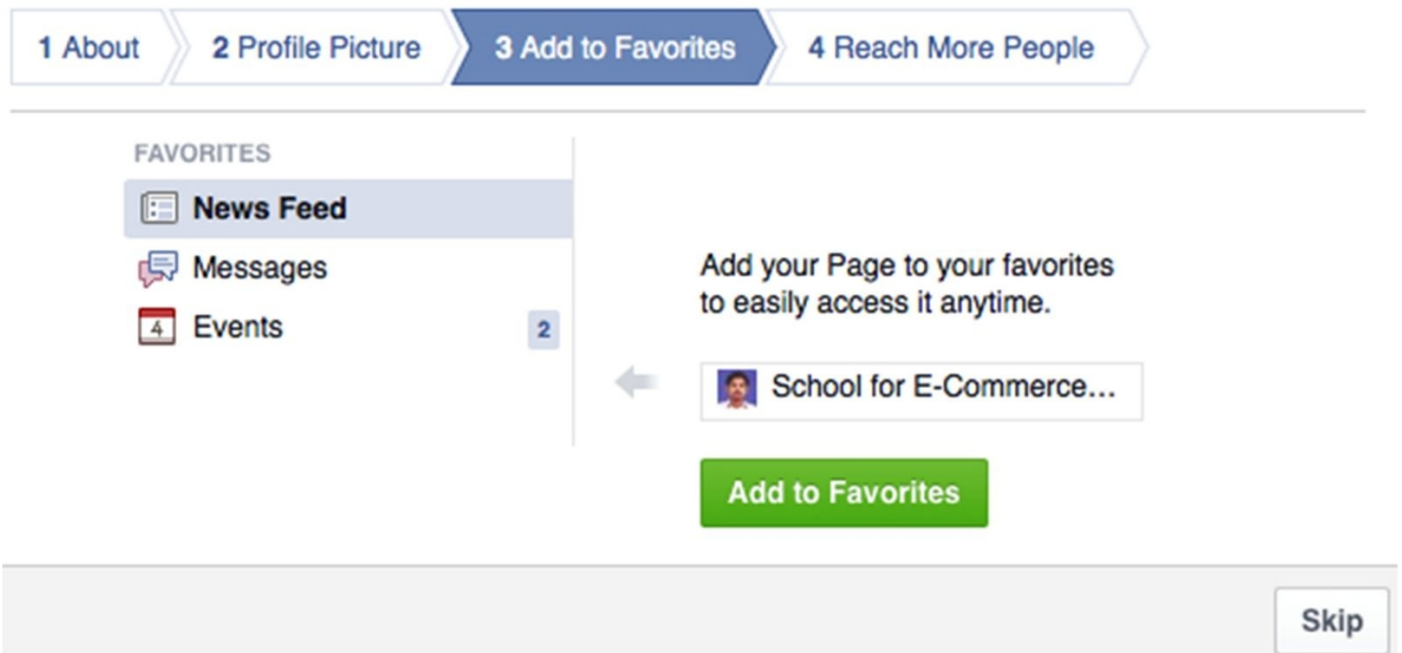 1 About 2 Profile Picture 3 Add to Favorites 4 Reach More People
FAVORITES
News Feed
Messages
4 Events 2
Add your Page to your favorites
to easily access it anytime.
School for E-Commerce...
Add to Favorites
Skip